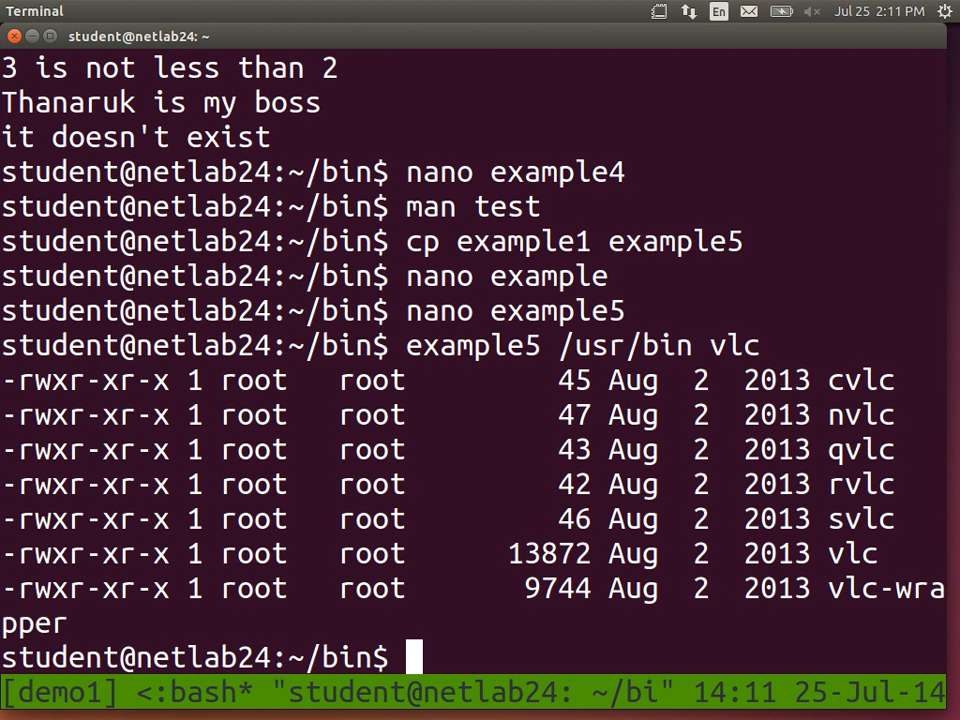 Terminal
En
Jul 25 2:11 PM
student@netlab24: ~
3 is not less than 2
Thanaruk is my boss
it doesn't exist
student@netlab24:~/bin$ nano example4
student@netlab24:~/bin$ man test
student@netlab24:~/bin$ cp example1 example5
student@netlab24:~/bin$ nano example
student@netlab24:~/bin$ nano example5
student@netlab24:~/bin$ example5 /usr/bin vlc
-rwxr-xr-x 1 root   root         45 Aug  2  2013 cvlc
-rwxr-xr-x 1 root   root         47 Aug  2  2013 nvlc
-rwxr-xr-x 1 root   root         43 Aug  2  2013 qvlc
-rwxr-xr-x 1 root   root         42 Aug  2  2013 rvlc
-rwxr-xr-x 1 root   root         46 Aug  2  2013 svlc
-rwxr-xr-x 1 root   root      13872 Aug  2  2013 vlc
-rwxr-xr-x 1 root   root       9744 Aug  2  2013 vlc-wra
pper
student@netlab24:~/bin$
[demo1] <:bash* "student@netlab24: ~/bi" 14:11 25-Jul-14